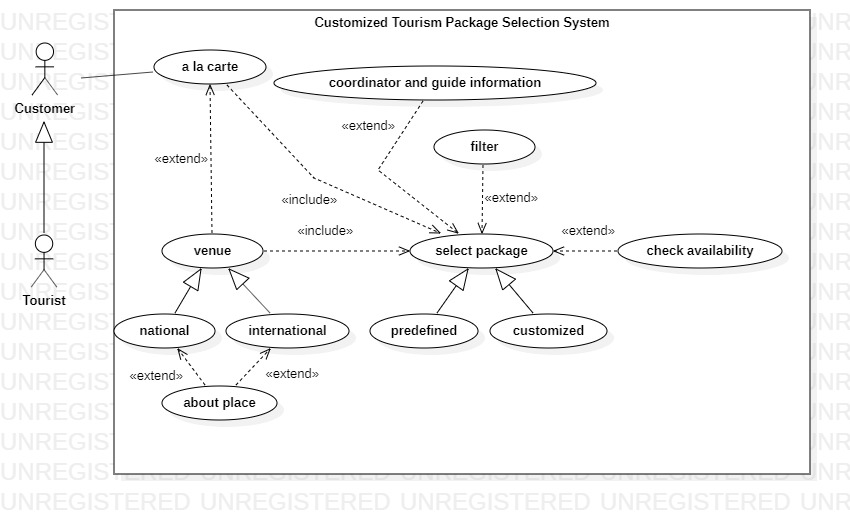 Customized Tourism Package Selection System
a la carte
coordinator and guide information
Customer
«extend»
filter
«extend»
«extend»
«include»
«include»
«extend»
venue
select package
check availability
Tourist
national
international
predefined
customized
«extend»
«extend»
about place
UNREGISTERED UNREGISTERED UNREGISTERED UNREGISTERED